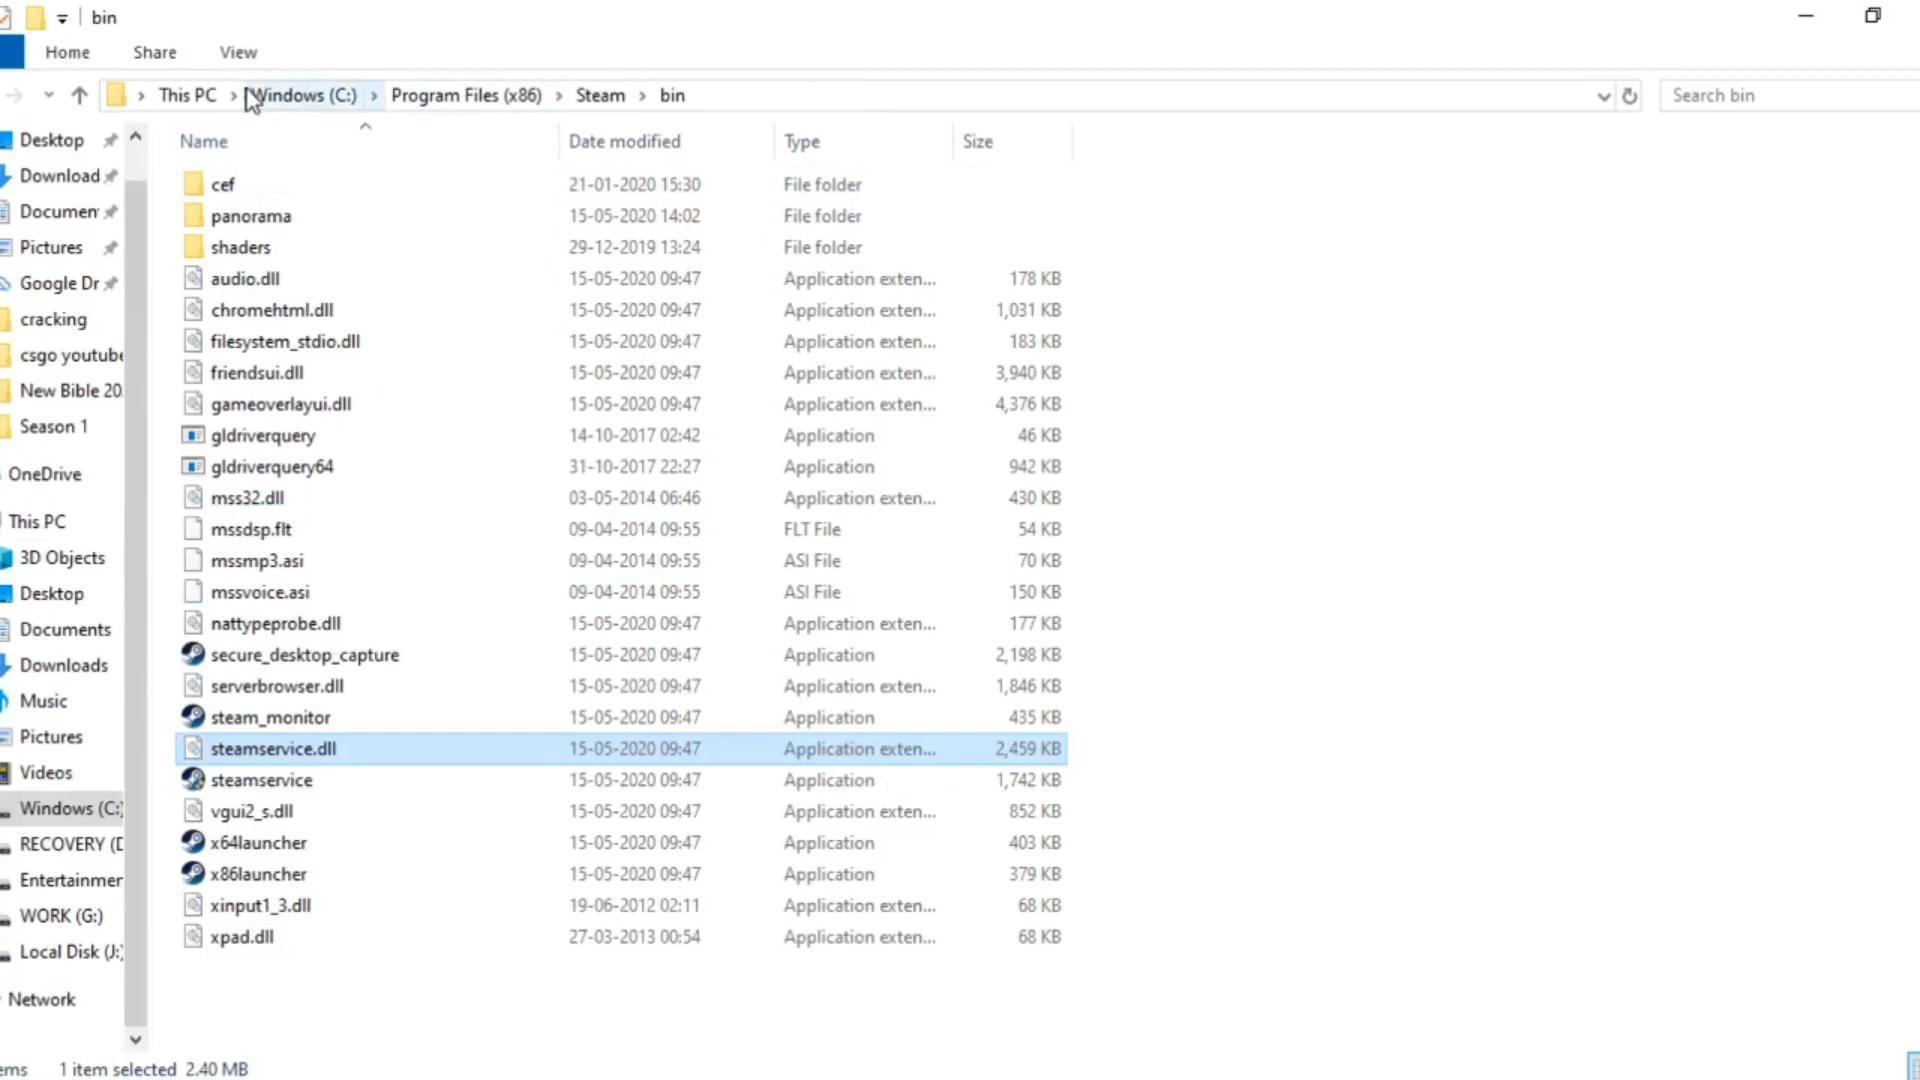 bin
Home Share View
This PC > Windows (C:) > Program Files (x86) > Steam > bin
Search bin
Name Date modified Type Size
cef 21-01-2020 15:30 File folder
panorama 15-05-2020 14:02 File folder
shaders 29-12-2019 13:24 File folder
audio.dll 15-05-2020 09:47 Application exten... 178 KB
chromehtml.dll 15-05-2020 09:47 Application exten... 1,031 KB
filesystem_stdio.dll 15-05-2020 09:47 Application exten... 183 KB
friendsui.dll 15-05-2020 09:47 Application exten... 3,940 KB
gameoverlayui.dll 15-05-2020 09:47 Application exten... 4,376 KB
gldriverquery 14-10-2017 02:42 Application 46 KB
gldriverquery64 31-10-2017 22:27 Application 942 KB
mss32.dll 03-05-2014 06:46 Application exten... 430 KB
mssdsp.flt 09-04-2014 09:55 FLT File 54 KB
mssmp3.asi 09-04-2014 09:55 ASI File 70 KB
mssvoice.asi 09-04-2014 09:55 ASI File 150 KB
nattypeprobe.dll 15-05-2020 09:47 Application exten... 177 KB
secure_desktop_capture 15-05-2020 09:47 Application 2,198 KB
serverbrowser.dll 15-05-2020 09:47 Application exten... 1,846 KB
steam_monitor 15-05-2020 09:47 Application 435 KB
steamservice.dll 15-05-2020 09:47 Application exten... 2,459 KB
steamservice 15-05-2020 09:47 Application 1,742 KB
vgui2_s.dll 15-05-2020 09:47 Application exten... 852 KB
x64launcher 15-05-2020 09:47 Application 403 KB
x86launcher 15-05-2020 09:47 Application 379 KB
xinput1_3.dll 19-06-2012 02:11 Application exten... 68 KB
xpad.dll 27-03-2013 00:54 Application exten... 68 KB
Desktop
Download
Documen
Pictures
Google Dr
cracking
csgo youtube
New Bible 20
Season 1
OneDrive
This PC
3D Objects
Desktop
Documents
Downloads
Music
Pictures
Videos
Windows (C:)
RECOVERY (D
Entertainmer
WORK (G:)
Local Disk (J:)
Network
ems 1 item selected 2.40 MB